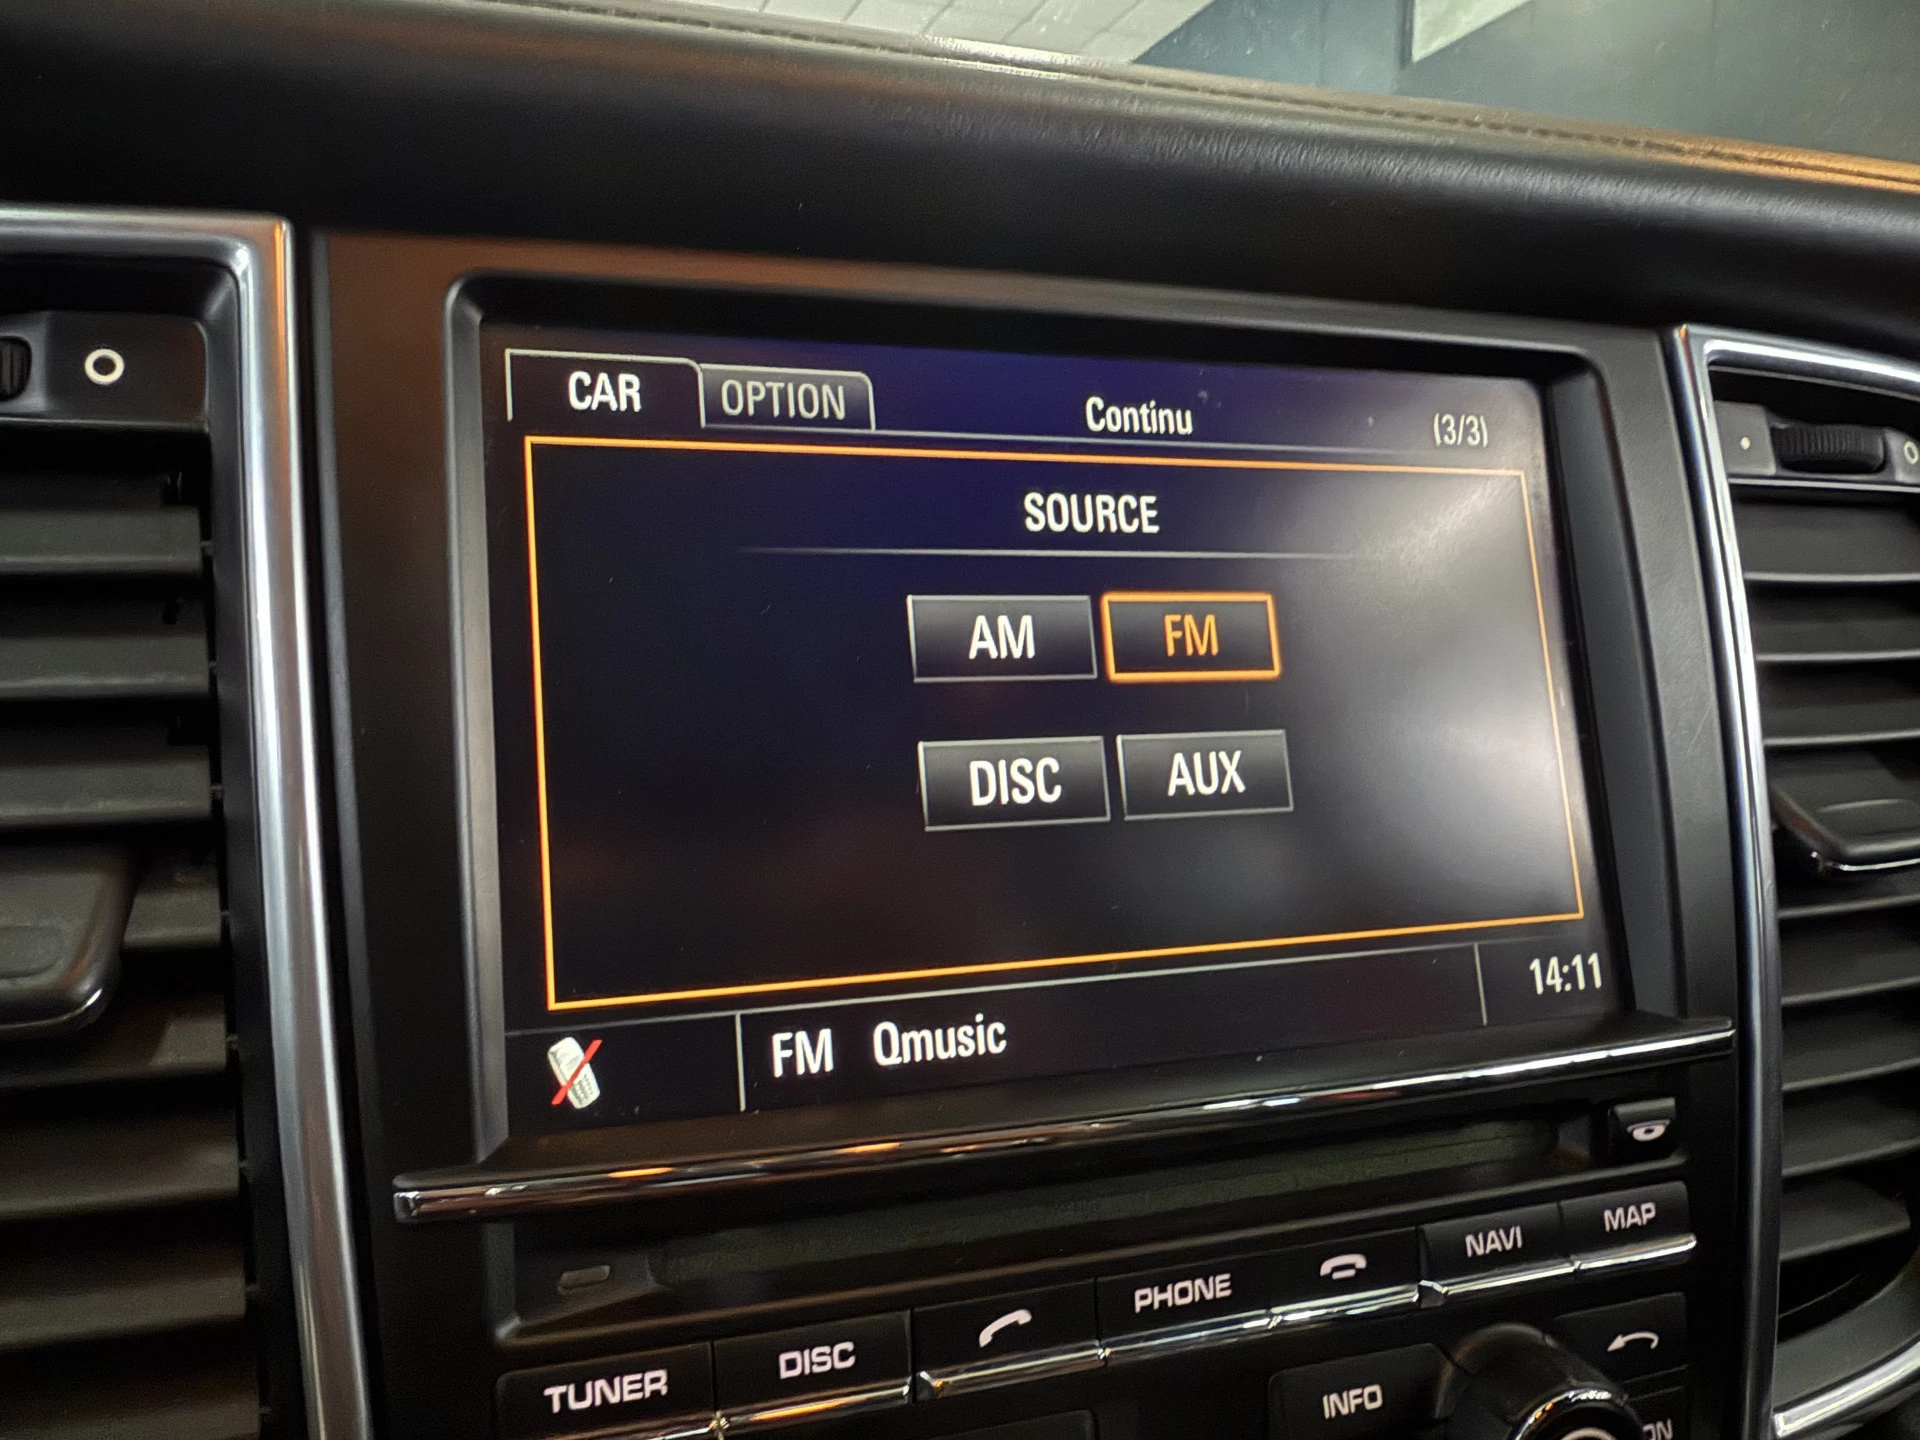 CAR OPTION Continu (3/3)
SOURCE
AM FM
DISC AUX
14:11
FM Qmusic
NAVI MAP
PHONE
TUNER DISC
INFO